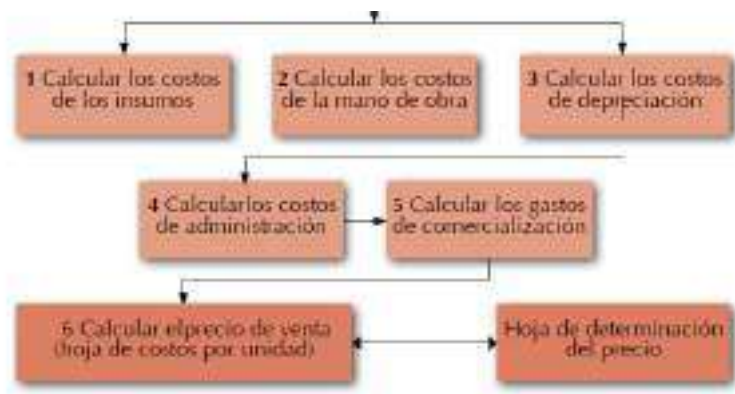 1 Calcular los costos
de los insumos
2 Calcular los costos
de la mano de obra
3 Calcular los costos
de depreciación
4 Calcularlos costos
de administración
5 Calcular los gastos
de comercialización
6 Calcular elprecio de venta
(hoja de costos por unidad)
Hoja de determinación
del precio